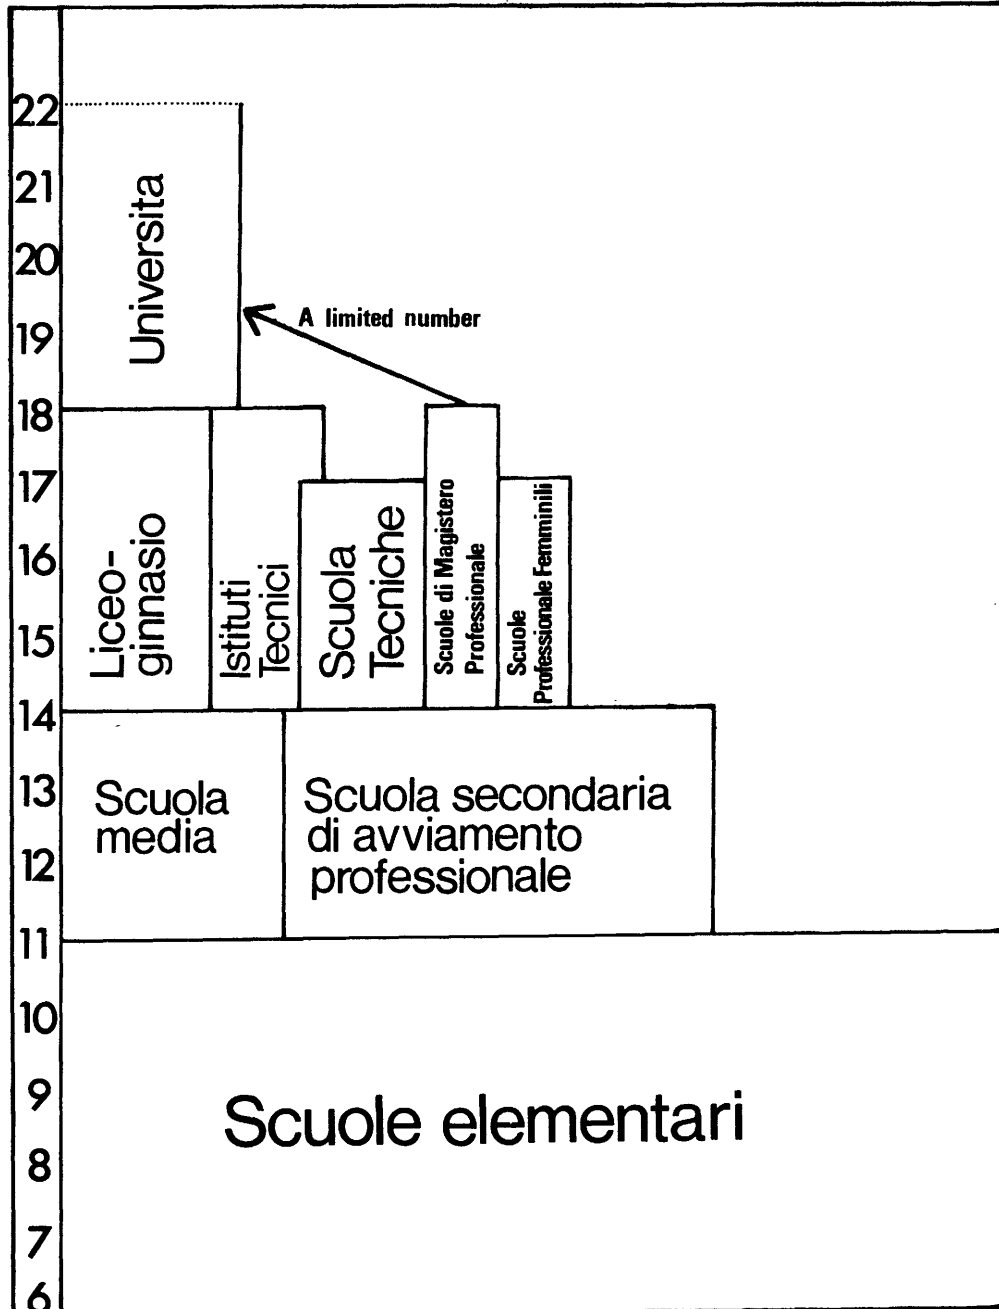 22
21
20
19
18
17
16
15
14
13
12
11
10
9
8
7
6
Universita
A limited number
Liceo-
ginnasio
Istituti
Tecnici
Scuola
Tecniche
Scuole di Magistero
Professionale
Scuole
Professionale Femminili
Scuola
media
Scuola secondaria
di avviamento
professionale
Scuole elementari